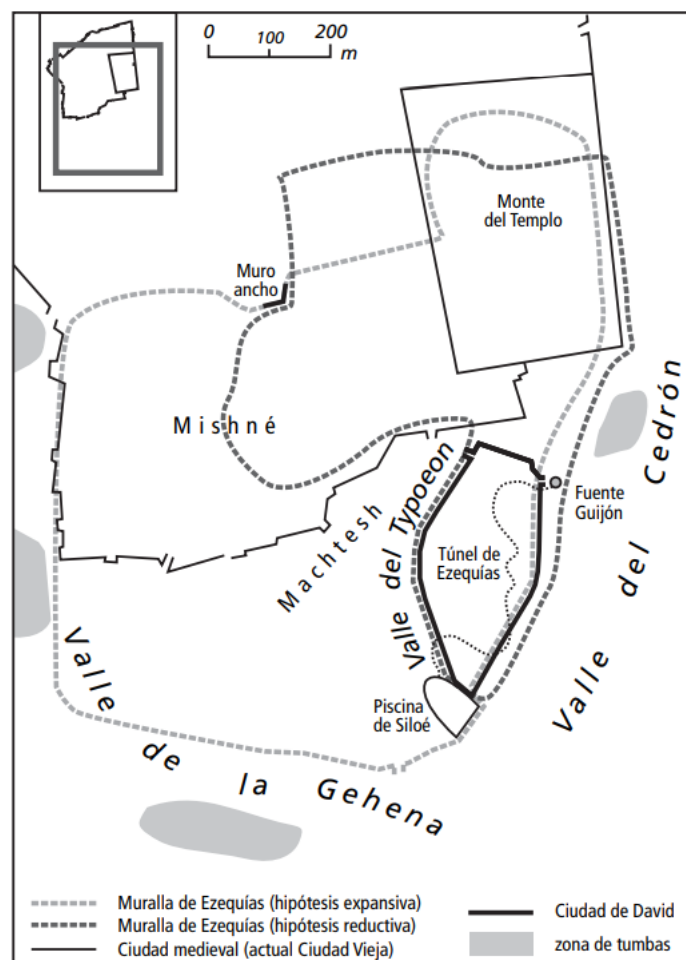 0 100 200
m
Monte
del Templo
Muro
ancho
Mishné
Machtesh
Valle del Typoeon
Túnel de
Ezequías
Fuente
Guijón
Valle del Cedrón
Piscina
de Siloé
Valle de la Gehena
Muralla de Ezequías (hipótesis expansiva)
Muralla de Ezequías (hipótesis reductiva)
Ciudad medieval (actual Ciudad Vieja)
Ciudad de David
zona de tumbas